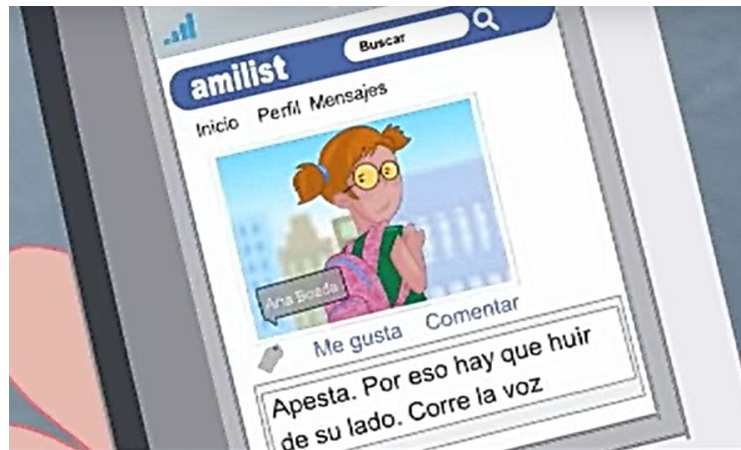 Buscar
amilist
Inicio Perfil Mensajes
Ana Boada
Me gusta Comentar
Apesta. Por eso hay que huir
de su lado. Corre la voz